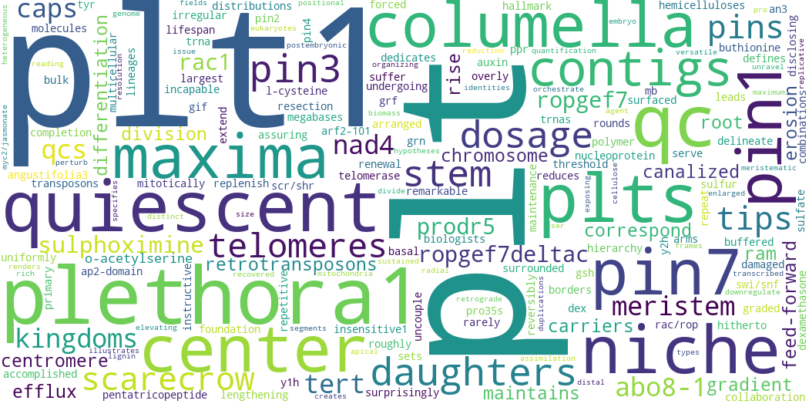 plt1
plt
columella
contigs
maxima
quiescent
plethora1
center
plts
qc
pin1
pin7
niche
caps
pin3
pins
dosage
stem
nad4
telomeres
daughters
meristem
tips
root
kingdoms
scarecrow
tert
abo8-1
gradient
carriers
correspond
canalized
ropgef7
ropgef7deltac
prodr5
chromosome
rac1
qcs
division
differentiation
sulphoximine
retrotransposons
o-acetylserine
centromere
efflux
maintains
feed-forward
erosion
ram
rise
hierarchy
irregular
distributions
tyr
molecules
bulk
multicellular
lineages
resolution
genome
heterogeneous
reading
completion
myc2/jasmonate
perturb
angustifolia3
transposons
mitotically
replenish
scr/shr
specifies
uniformly
ap2-domain
surrounded
renders
rich
primary
distinct
size
instructive
repetitive
insensitive1
recovered
mitochondria
basal
sustained
radial
elevating
segments
foundation
roughly
illustrates
lignin
apical
accomplished
sets
y1h
pentatricopeptide
lengthening
surprisingly
creates
fields
issue
lifespan
trna
pin2
pin4
positional
eukaryotes
postembryonic
largest
incapable
l-cysteine
gif
resection
megabases
extend
assuring
arf2-101
renewal
telomerase
divide
remarkable
grn
threshold
reduces
maintenance
forced
hallmark
hemicelluloses
embryo
ppr
quantification
dedicates
suffer
undergoing
auxin
organizing
reduction
identities
overly
grf
biomass
arranged
hypotheses
mb
surfaced
trnas
rounds
polymer
nucleoprotein
cellulose
exposing
biologists
ser
buffered
y2h
arms
frames
swi/snf
transcribed
damaged
downregulate
gsh
borders
reversibly
duplications
dex
rac/rop
hitherto
types
distal
graded
dexamethasone
collaboration
uncouple
retrograde
pro35s
rarely
assimilation
pro
an3
versatile
buthionine
defines
unravel
disclosing
combinations
replicative
orchestrate
leads
maximum
agent
delineate
serve
meristematic
sulfur
repeat
enlarged
sulfate